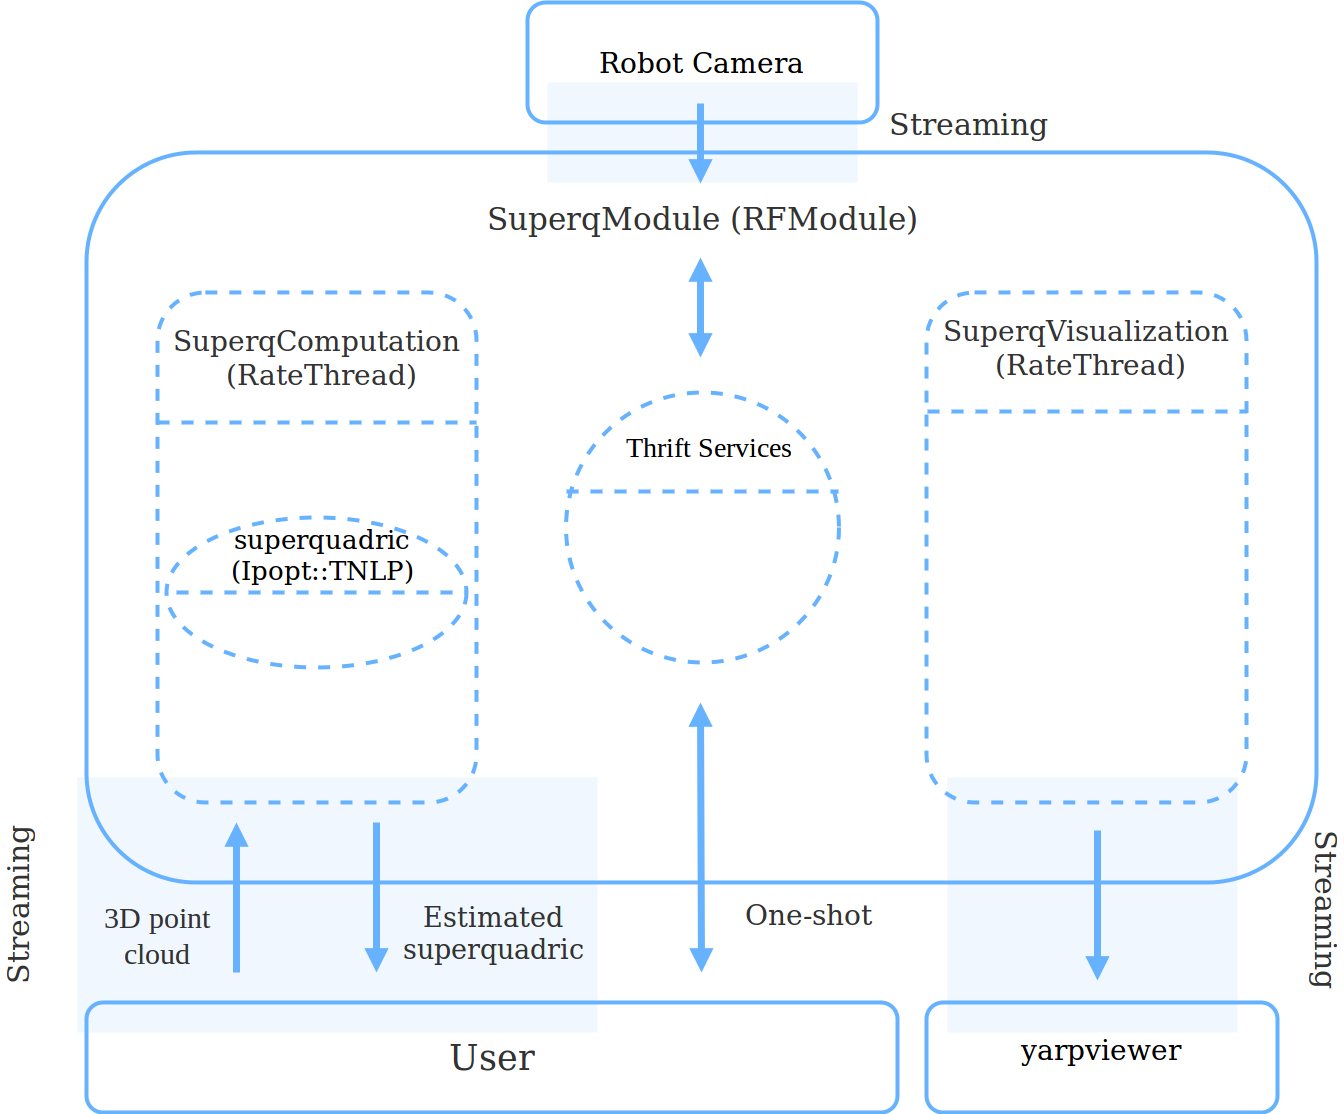 Robot Camera
Streaming
SuperqModule (RFModule)
SuperqComputation
(RateThread)
SuperqVisualization
(RateThread)
Thrift Services
superquadric
(Ipopt::TNLP)
Streaming
3D point
cloud
Estimated
superquadric
One-shot
Streaming
User
yarpviewer